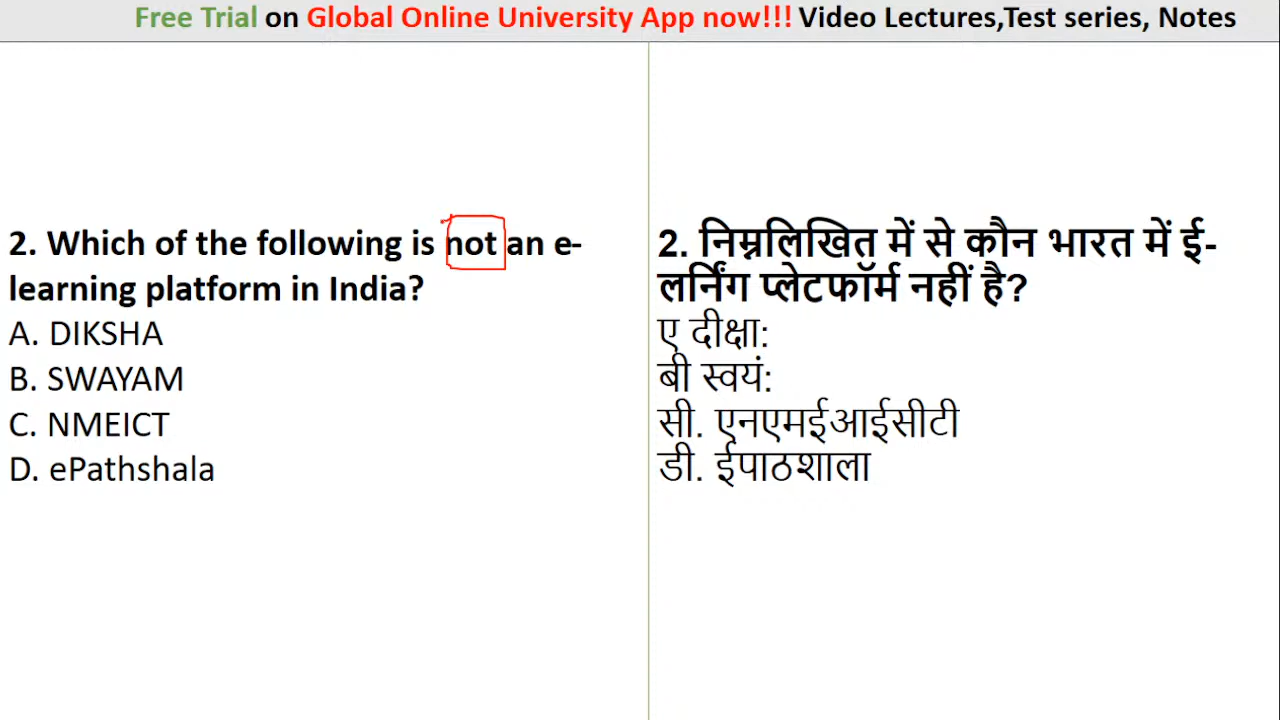 Free Trial on Global Online University App now!!! Video Lectures,Test series, Notes
2. Which of the following is not an e-
learning platform in India?
A. DIKSHA
B. SWAYAM
C. NMEICT
D. ePathshala
2. निम्नलिखित में से कौन भारत में ई-
लर्निंग प्लेटफॉर्म नहीं है?
ए दीक्षा:
बी स्वयं:
सी. एनएमईआईसीटी
डी. ईपाठशाला